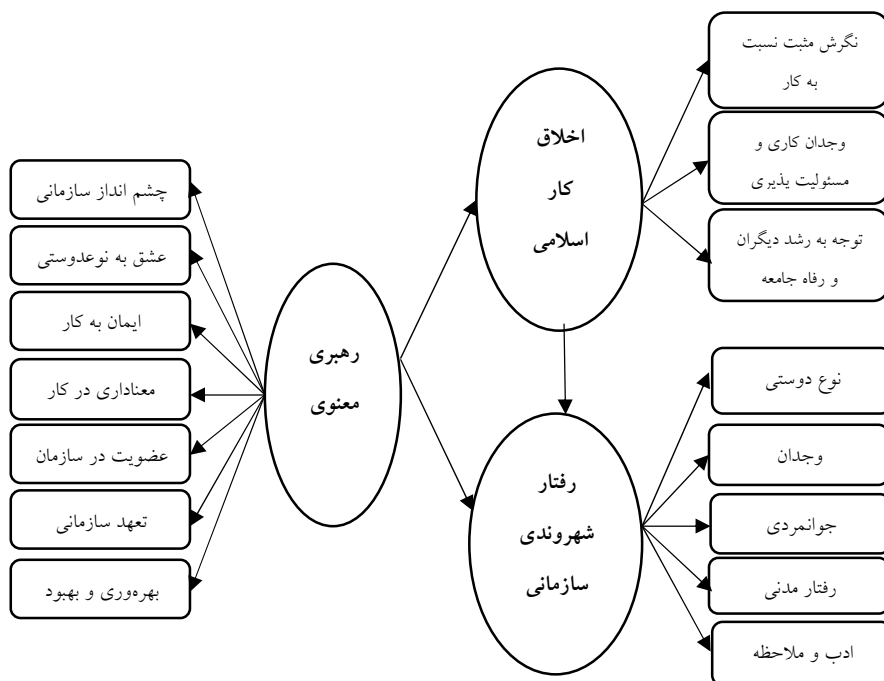 نگرش مثبت نسبت
به کار
وجدان کاری و
مسئولیت پذیری
توجه به رشد دیگران
و رفاه جامعه
اخلاق
کار
اسلامی
چشم انداز سازمانی
عشق به نوعدوستی
ایمان به کار
معناداری در کار
عضویت در سازمان
تعهد سازمانی
بهره‌وری و بهبود
رهبری
معنوی
رفتار
شهروندی
سازمانی
نوع دوستی
وجدان
جوانمردی
رفتار مدنی
ادب و ملاحظه